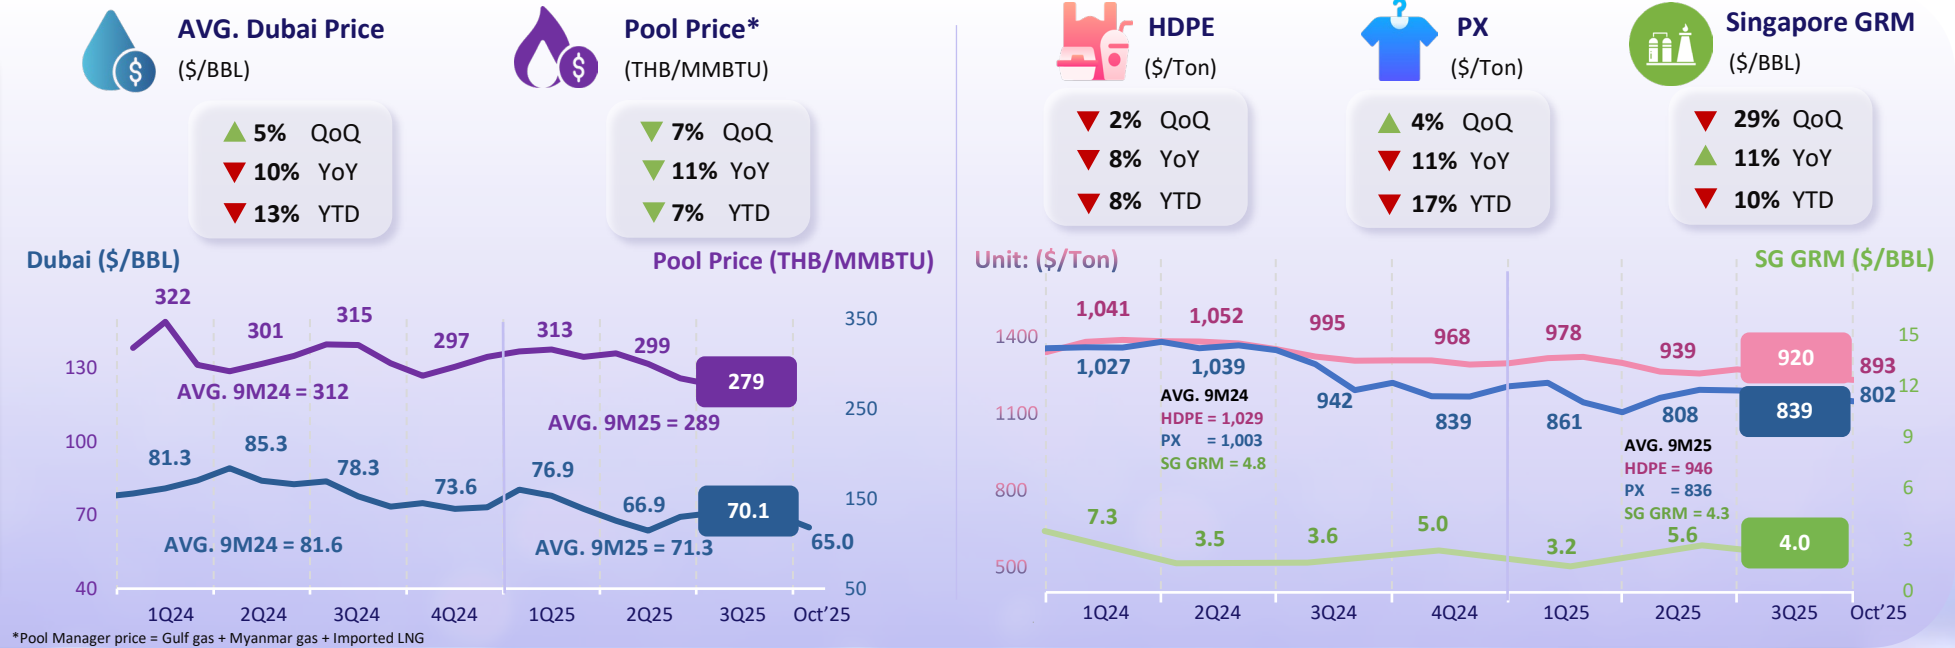 AVG. Dubai Price
($/BBL)
5% QoQ
10% YoY
13% YTD
Pool Price*
(THB/MMBTU)
7% QoQ
11% YoY
7% YTD
Dubai ($/BBL)
Pool Price (THB/MMBTU)
322
301
315
297
313
299
279
AVG. 9M24 = 312
AVG. 9M25 = 289
81.3
85.3
78.3
73.6
76.9
66.9
70.1
65.0
AVG. 9M24 = 81.6
AVG. 9M25 = 71.3
130
100
70
40
350
250
150
50
1Q24
2Q24
3Q24
4Q24
1Q25
2Q25
3Q25
Oct’25
*Pool Manager price = Gulf gas + Myanmar gas + Imported LNG
HDPE
($/Ton)
2% QoQ
8% YoY
8% YTD
PX
($/Ton)
4% QoQ
11% YoY
17% YTD
Singapore GRM
($/BBL)
29% QoQ
11% YoY
10% YTD
Unit: ($/Ton)
SG GRM ($/BBL)
1,041
1,052
995
968
978
939
920
893
1,027
1,039
942
839
861
808
839
802
AVG. 9M24
HDPE = 1,029
PX = 1,003
SG GRM = 4.8
AVG. 9M25
HDPE = 946
PX = 836
SG GRM = 4.3
7.3
3.5
3.6
5.0
3.2
5.6
4.0
1400
1100
800
500
15
12
9
6
3
0
1Q24
2Q24
3Q24
4Q24
1Q25
2Q25
3Q25
Oct’25